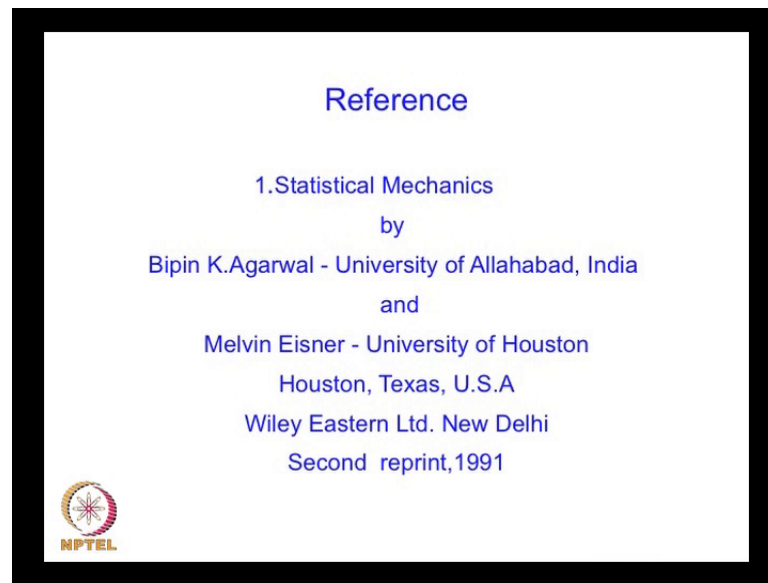 Reference
1.Statistical Mechanics
by
Bipin K.Agarwal - University of Allahabad, India
and
Melvin Eisner - University of Houston
Houston, Texas, U.S.A
Wiley Eastern Ltd. New Delhi
Second reprint,1991
NPTEL